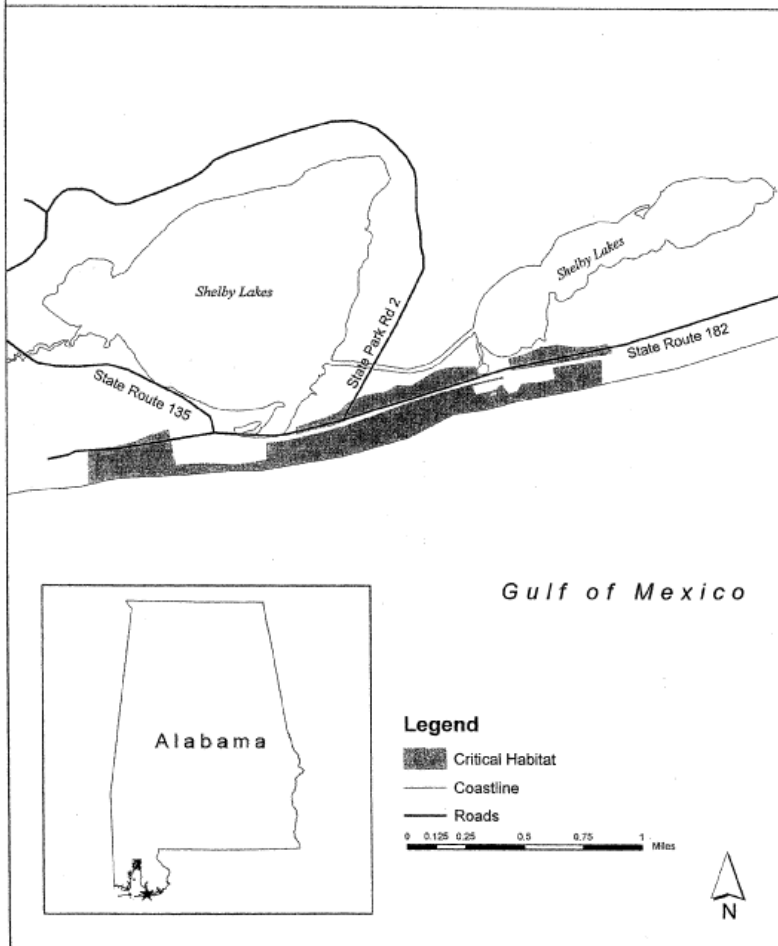 Shelby Lakes
Shelby Lakes
State Park Rd 2
State Route 182
State Route 135
Gulf of Mexico
Alabama
Legend
Critical Habitat
Coastline
Roads
0 0.125 0.25 0.5 0.75 1
Miles
N